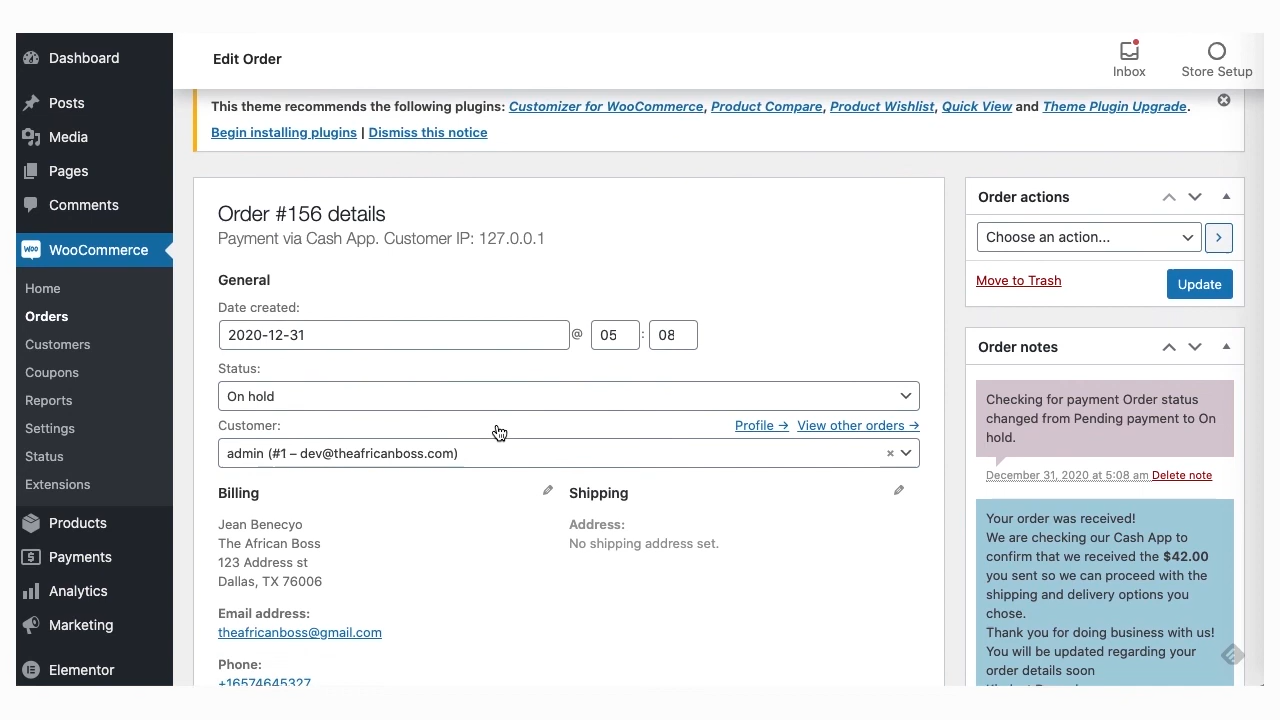 Dashboard
Posts
Media
Pages
Comments
WOO WooCommerce
Home
Orders
Customers
Coupons
Reports
Settings
Status
Extensions
Products
Payments
Analytics
Marketing
Elementor
Edit Order
Inbox
Store Setup
This theme recommends the following plugins: Customizer for WooCommerce, Product Compare, Product Wishlist, Quick View and Theme Plugin Upgrade.
Begin installing plugins | Dismiss this notice
Order #156 details
Payment via Cash App. Customer IP: 127.0.0.1
General
Date created:
2020-12-31 @ 05 : 08
Status:
On hold
Customer: Profile → View other orders →
admin (#1 – dev@theafricanboss.com) ×
Billing
Jean Benecyo
The African Boss
123 Address st
Dallas, TX 76006
Email address:
theafricanboss@gmail.com
Phone:
+16574645327
Shipping
Address:
No shipping address set.
Order actions
Choose an action...
Move to Trash
Update
Order notes
Checking for payment Order status
changed from Pending payment to On
hold.
December 31, 2020 at 5:08 am Delete note
Your order was received!
We are checking our Cash App to
confirm that we received the $42.00
you sent so we can proceed with the
shipping and delivery options you
chose.
Thank you for doing business with us!
You will be updated regarding your
order details soon